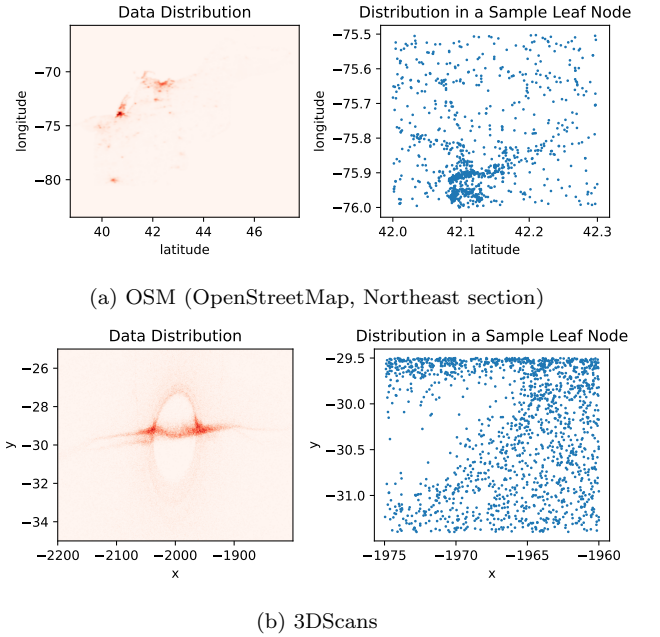 Data Distribution
Distribution in a Sample Leaf Node
−70
−75
−80
longitude
40 42 44 46
latitude
−75.5
−75.6
−75.7
−75.8
−75.9
−76.0
longitude
42.0 42.1 42.2 42.3
latitude
(a) OSM (OpenStreetMap, Northeast section)
Data Distribution
Distribution in a Sample Leaf Node
−26
−28
−30
−32
−34
y
−2200 −2100 −2000 −1900
x
−29.5
−30.0
−30.5
−31.0
y
−1975 −1970 −1965 −1960
x
(b) 3DScans